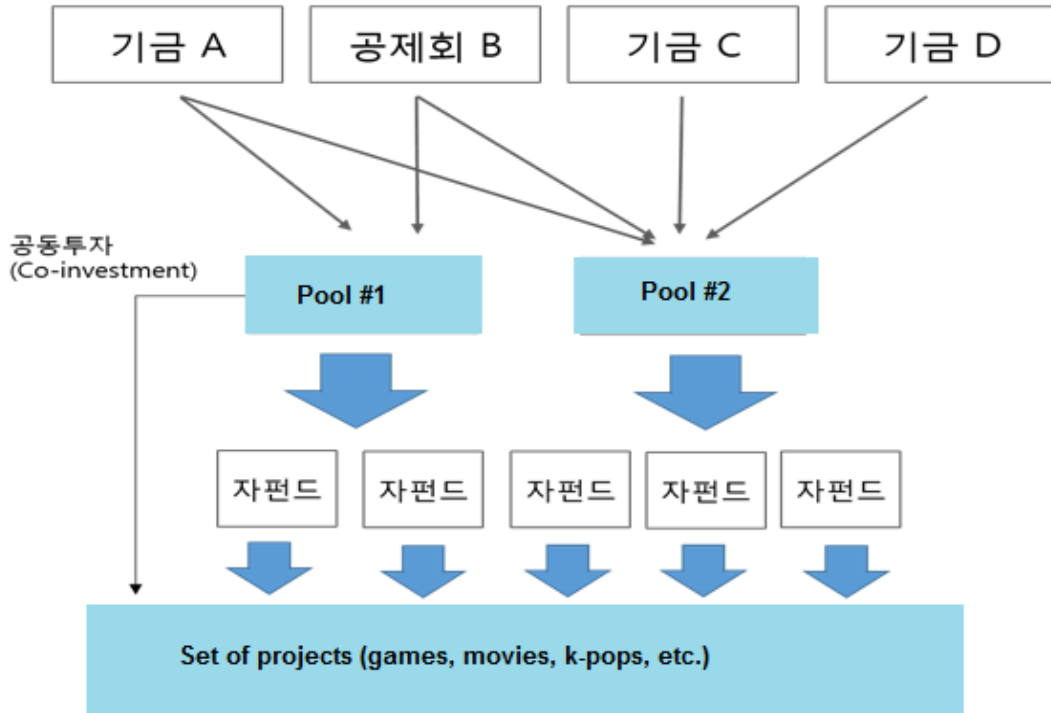 기금 A
공제회 B
기금 C
기금 D
공동투자
(Co-investment)
Pool #1
Pool #2
자펀드
자펀드
자펀드
자펀드
자펀드
Set of projects (games, movies, k-pops, etc.)